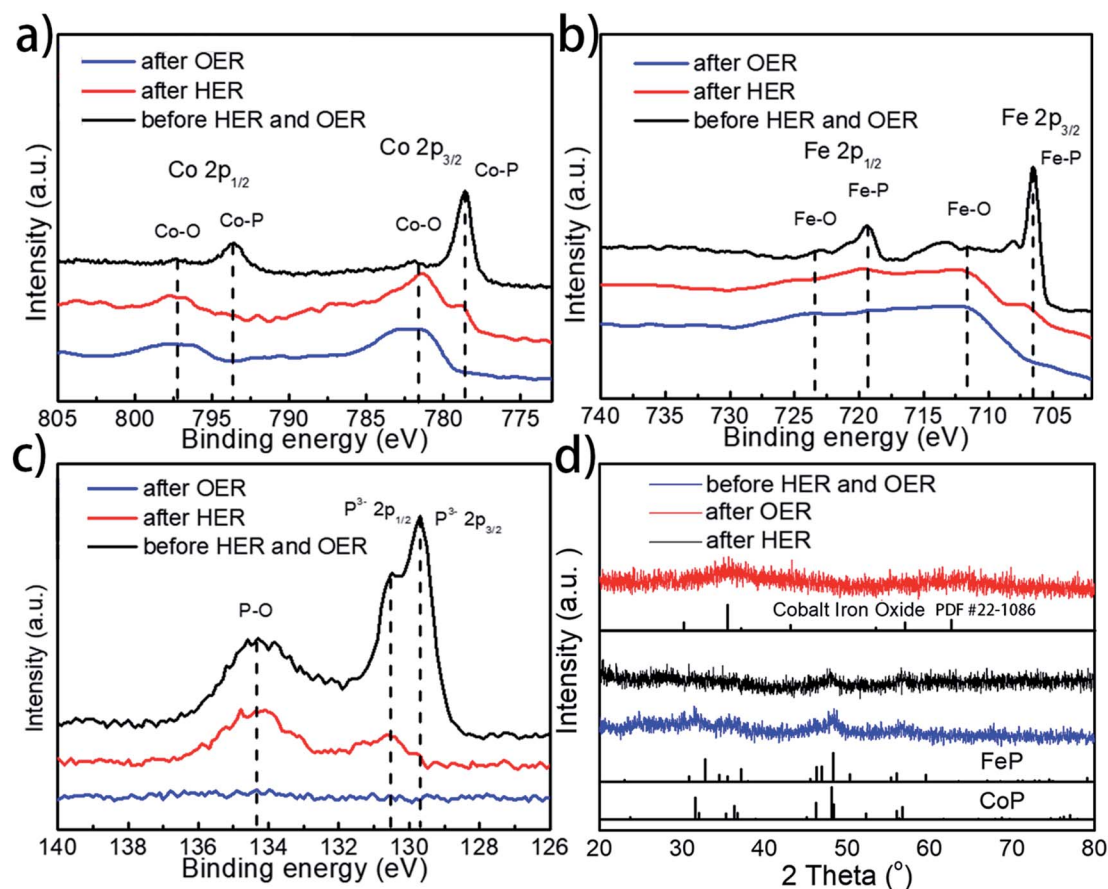 a)
after OER
after HER
before HER and OER
Co 2p1/2
Co 2p3/2
Co-P
Co-O
Co-P
Co-O
Intensity (a.u.)
805 800 795 790 785 780 775
Binding energy (eV)
b)
after OER
after HER
before HER and OER
Fe 2p1/2
Fe 2p3/2
Fe-P
Fe-P
Fe-O
Fe-O
Intensity (a.u.)
740 735 730 725 720 715 710 705
Binding energy (eV)
c)
after OER
after HER
before HER and OER
P3- 2p1/2
P3- 2p3/2
P-O
Intensity (a.u.)
140 138 136 134 132 130 128 126
Binding energy (eV)
d)
before HER and OER
after OER
after HER
Cobalt Iron Oxide PDF #22-1086
FeP
CoP
Intensity (a.u.)
Intensity (a.u.)
20 30 40 50 60 70 80
2 Theta (°)